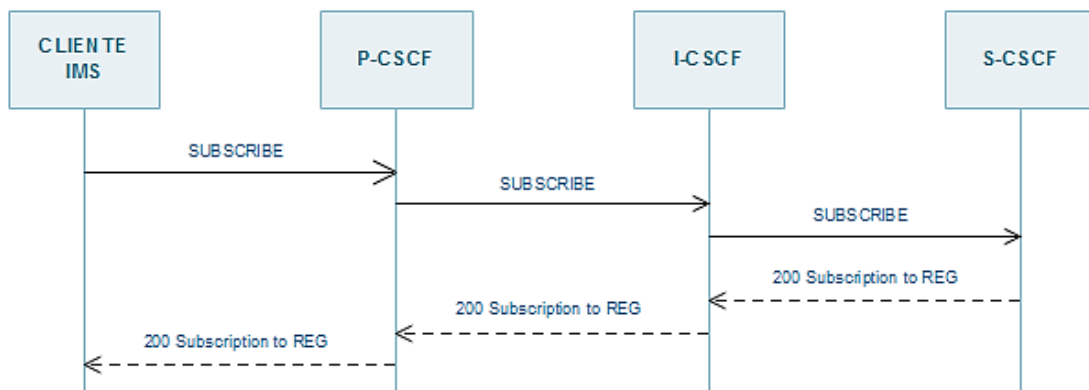 CLIENTE
IMS
P-CSCF
I-CSCF
S-CSCF
SUBSCRIBE
SUBSCRIBE
SUBSCRIBE
200 Subscription to REG
200 Subscription to REG
200 Subscription to REG